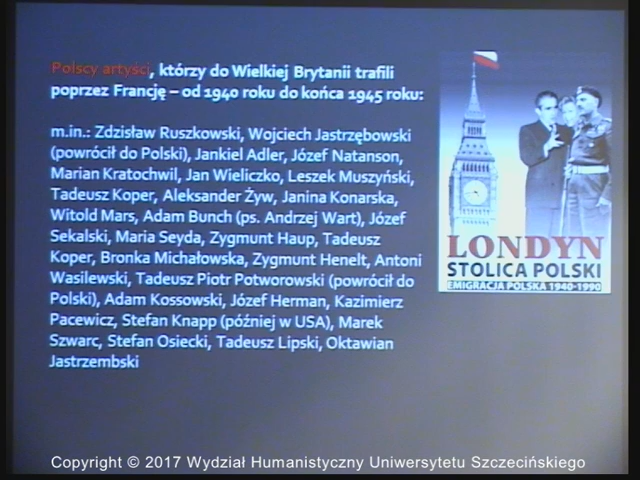 Polscy artyści, którzy do Wielkiej Brytanii trafili
poprzez Francję – od 1940 roku do końca 1945 roku:
m.in.: Zdzisław Ruszkowski, Wojciech Jastrzębowski
(powrócił do Polski), Jankiel Adler, Józef Natanson,
Marian Kratochwil, Jan Wieliczko, Leszek Muszyński,
Tadeusz Koper, Aleksander Żyw, Janina Konarska,
Witold Mars, Adam Bunch (ps. Andrzej Wart), Józef
Sekalski, Maria Seyda, Zygmunt Haup, Tadeusz
Koper, Bronka Michałowska, Zygmunt Henelt, Antoni
Wasilewski, Tadeusz Piotr Potworowski (powrócił do
Polski), Adam Kossowski, Józef Herman, Kazimierz
Pacewicz, Stefan Knapp (później w USA), Marek
Szwarc, Stefan Osiecki, Tadeusz Lipski, Oktawian
Jastrzembski
LONDYN
STOLICA POLSKI
EMIGRACJA POLSKA 1940-1990
Copyright © 2017 Wydział Humanistyczny Uniwersytetu Szczecińskiego